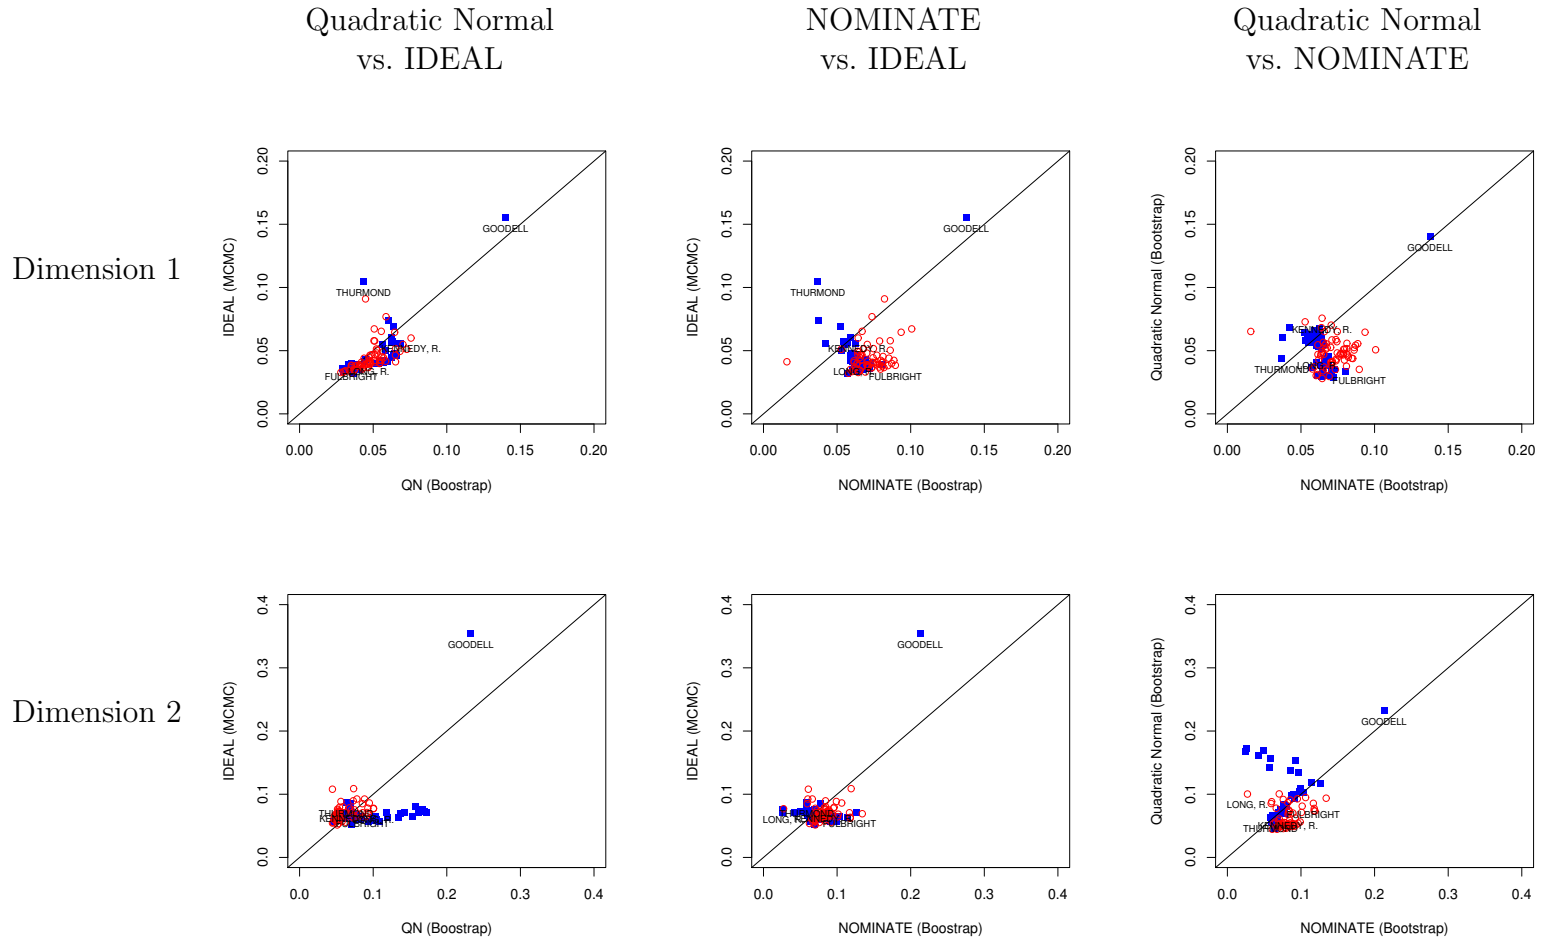 Quadratic Normal
vs. IDEAL
NOMINATE
vs. IDEAL
Quadratic Normal
vs. NOMINATE
Dimension 1
IDEAL (MCMC)
0.00 0.05 0.10 0.15 0.20
GOODELL
THURMOND
FULBRIGHT
0.00 0.05 0.10 0.15 0.20
QN (Boostrap)
IDEAL (MCMC)
0.00 0.05 0.10 0.15 0.20
GOODELL
THURMOND
FULBRIGHT
0.00 0.05 0.10 0.15 0.20
NOMINATE (Boostrap)
Quadratic Normal (Bootstrap)
0.00 0.05 0.10 0.15 0.20
GOODELL
KENNEDY, R.
THURMOND
FULBRIGHT
0.00 0.05 0.10 0.15 0.20
NOMINATE (Bootstrap)
Dimension 2
IDEAL (MCMC)
0.0 0.1 0.2 0.3 0.4
GOODELL
0.0 0.1 0.2 0.3 0.4
QN (Boostrap)
IDEAL (MCMC)
0.0 0.1 0.2 0.3 0.4
GOODELL
LONG, R.
FULBRIGHT
0.0 0.1 0.2 0.3 0.4
NOMINATE (Boostrap)
Quadratic Normal (Bootstrap)
0.0 0.1 0.2 0.3 0.4
GOODELL
LONG, R.
FULBRIGHT
KENNEDY, R.
THURMOND
0.0 0.1 0.2 0.3 0.4
NOMINATE (Bootstrap)